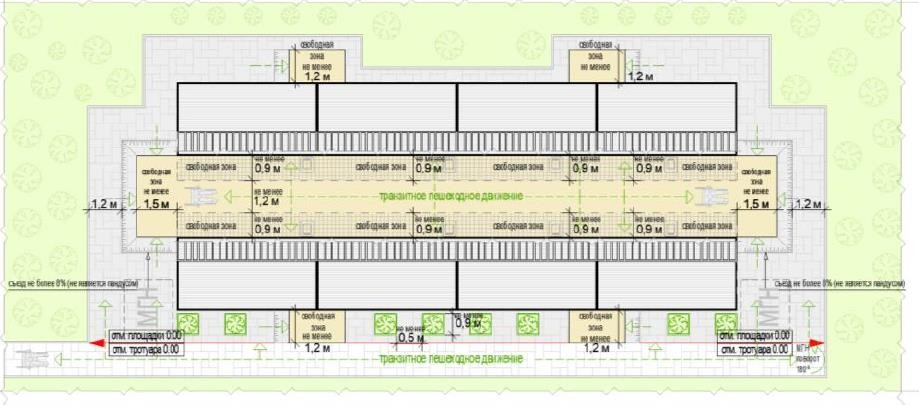 свободная
зона
не менее
1,2 м
свободная
зона
не менее
1,2 м
свободная зона
не менее
0,9 м
свободная зона
не менее
0,9 м
свободная зона
не менее
0,9 м
не менее
0,9 м
свободная зона
свободная
зона
не менее
1,5 м
1,2 м
не менее
1,2 м
транзитное пешеходное движение
свободная
зона
не менее
1,5 м
1,2 м
свободная зона
не менее
0,9 м
свободная зона
не менее
0,9 м
свободная зона
не менее
0,9 м
не менее
0,9 м
свободная зона
съезд не более 8% (не является пандусом)
съезд не более 8% (не является пандусом)
МГН
МГН
свободная
зона
не менее
1,2 м
не менее
0,5 м
не менее
0,9 м
свободная
зона
не менее
1,2 м
отм. площадки 0.00
отм. тротуара 0.00
отм. площадки 0.00
отм. тротуара 0.00
транзитное пешеходное движение
МГН
поворот
180°